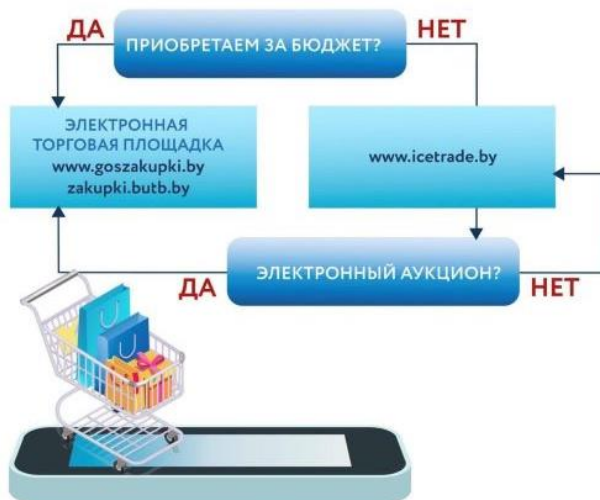 ДА
ПРИОБРЕТАЕМ ЗА БЮДЖЕТ?
НЕТ
ЭЛЕКТРОННАЯ
ТОРГОВАЯ ПЛОЩАДКА
www.goszakupki.by
zakupki.butb.by
www.icetrade.by
ДА
ЭЛЕКТРОННЫЙ АУКЦИОН?
НЕТ